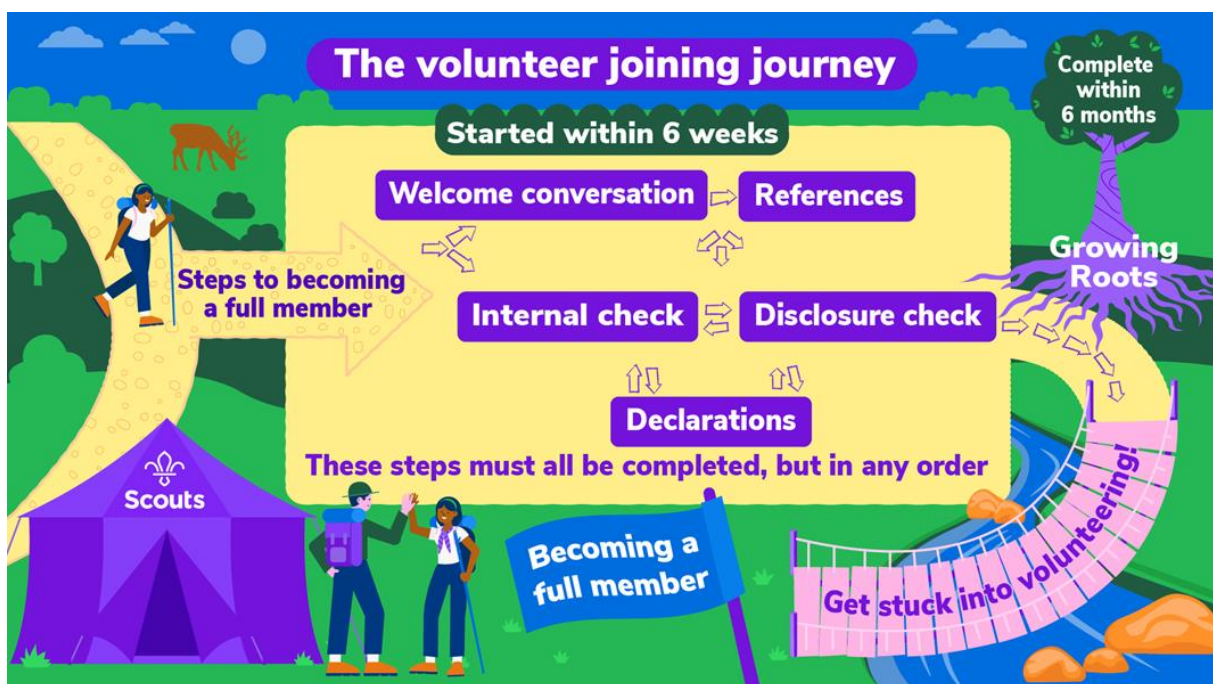 The volunteer joining journey
Complete
within
6 months
Started within 6 weeks
Welcome conversation
References
Growing
Roots
Steps to becoming
a full member
Internal check
Disclosure check
Declarations
These steps must all be completed, but in any order
Scouts
Becoming a
full member
Get stuck into volunteering!